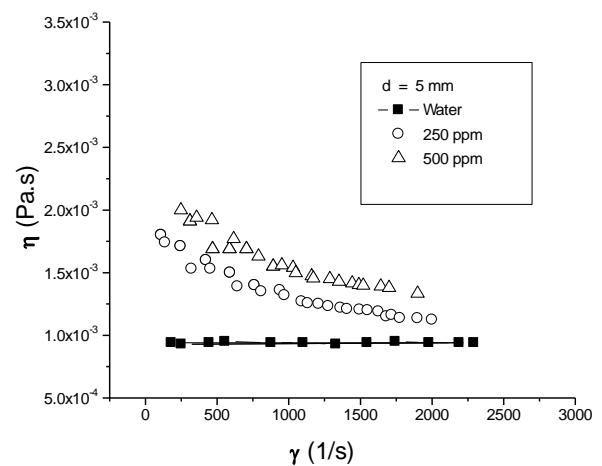 3.5x10⁻³
3.0x10⁻³
2.5x10⁻³
2.0x10⁻³
1.5x10⁻³
1.0x10⁻³
5.0x10⁻⁴
η (Pa.s)
d = 5 mm
Water
250 ppm
500 ppm
0 500 1000 1500 2000 2500 3000
γ (1/s)